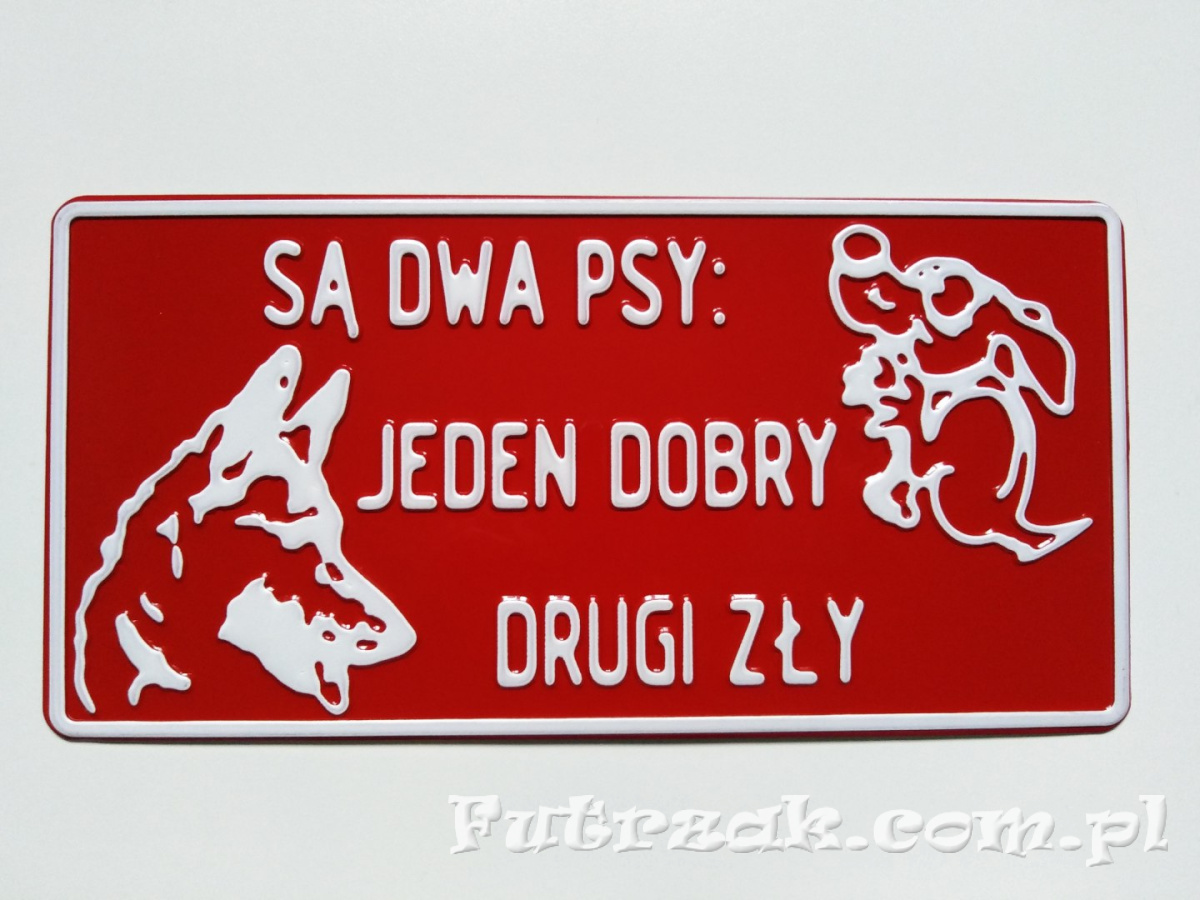 SĄ DWA PSY:
JEDEN DOBRY
DRUGI ZŁY
Futrzak.com.pl